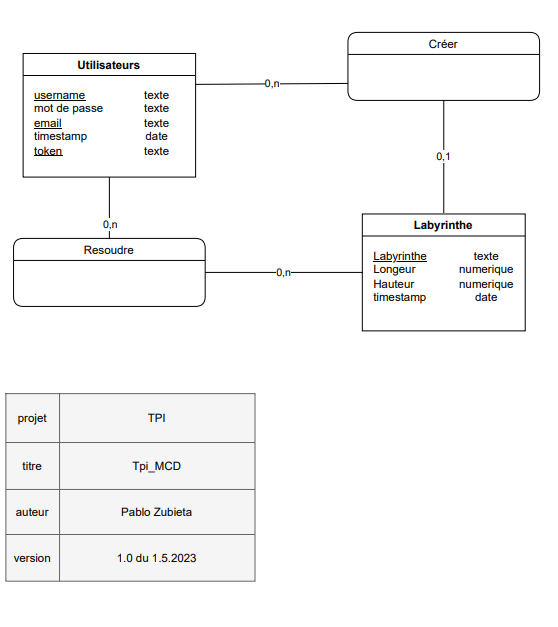 Créer
Utilisateurs
username texte
mot de passe texte
email texte
timestamp date
token texte
0,n
0,1
0,n
Resoudre
0,n
Labyrinthe
Labyrinthe texte
Longeur numerique
Hauteur numerique
timestamp date
projet TPI
titre Tpi_MCD
auteur Pablo Zubieta
version 1.0 du 1.5.2023